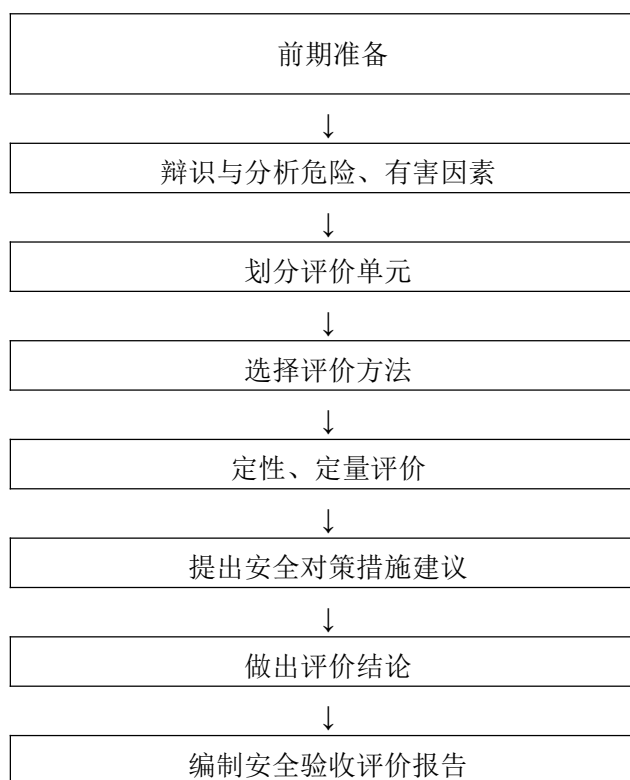 前期准备
↓
辩识与分析危险、有害因素
↓
划分评价单元
↓
选择评价方法
↓
定性、定量评价
↓
提出安全对策措施建议
↓
做出评价结论
↓
编制安全验收评价报告